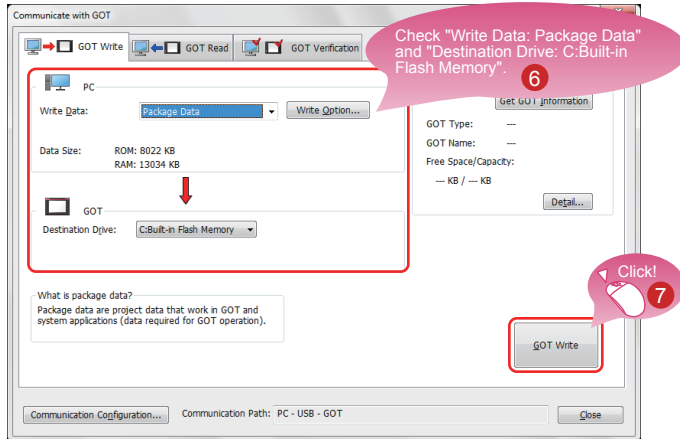 Communicate with GOT
GOT Write
GOT Read
GOT Verification
Check "Write Data: Package Data"
and "Destination Drive: C:Built-in
Flash Memory".
6
PC
Write Data:
Package Data
Write Option...
Get GOT Information
GOT Type: ---
GOT Name: ---
Data Size: ROM: 8022 KB
RAM: 13034 KB
Free Space/Capacity:
--- KB / --- KB
Detail...
GOT
Destination Drive:
C:Built-in Flash Memory
Click!
7
What is package data?
Package data are project data that work in GOT and
system applications (data required for GOT operation).
GOT Write
Communication Configuration...
Communication Path: PC - USB - GOT
Close